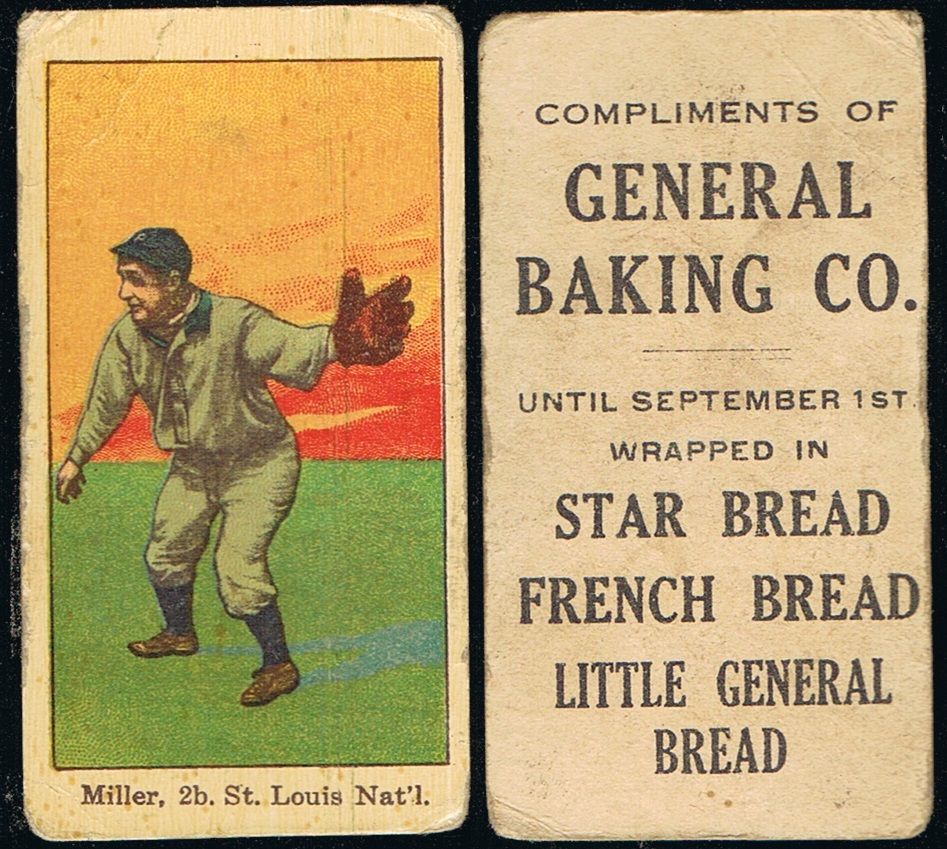 Miller, 2b. St. Louis Nat'l.
COMPLIMENTS OF
GENERAL
BAKING CO.
UNTIL SEPTEMBER 1ST.
WRAPPED IN
STAR BREAD
FRENCH BREAD
LITTLE GENERAL
BREAD